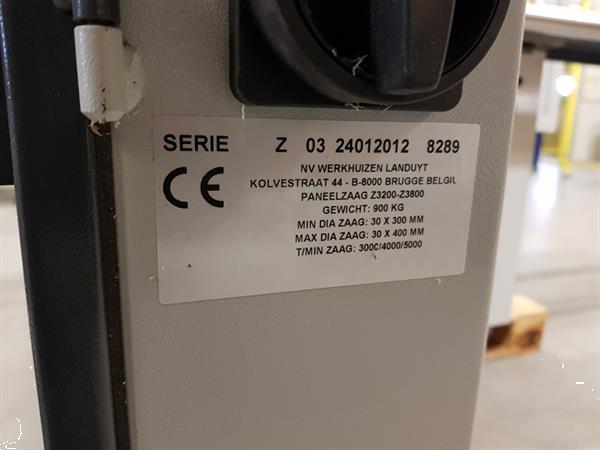 SERIE Z 03 24012012 8289
CE
NV WERKHUIZEN LANDUYT
KOLVESTRAAT 44 - B-8000 BRUGGE BELGIU
PANEELZAAG Z3200-Z3800
GEWICHT: 900 KG
MIN DIA ZAAG: 30 X 300 MM
MAX DIA ZAAG: 30 X 400 MM
T/MIN ZAAG: 3000/4000/5000